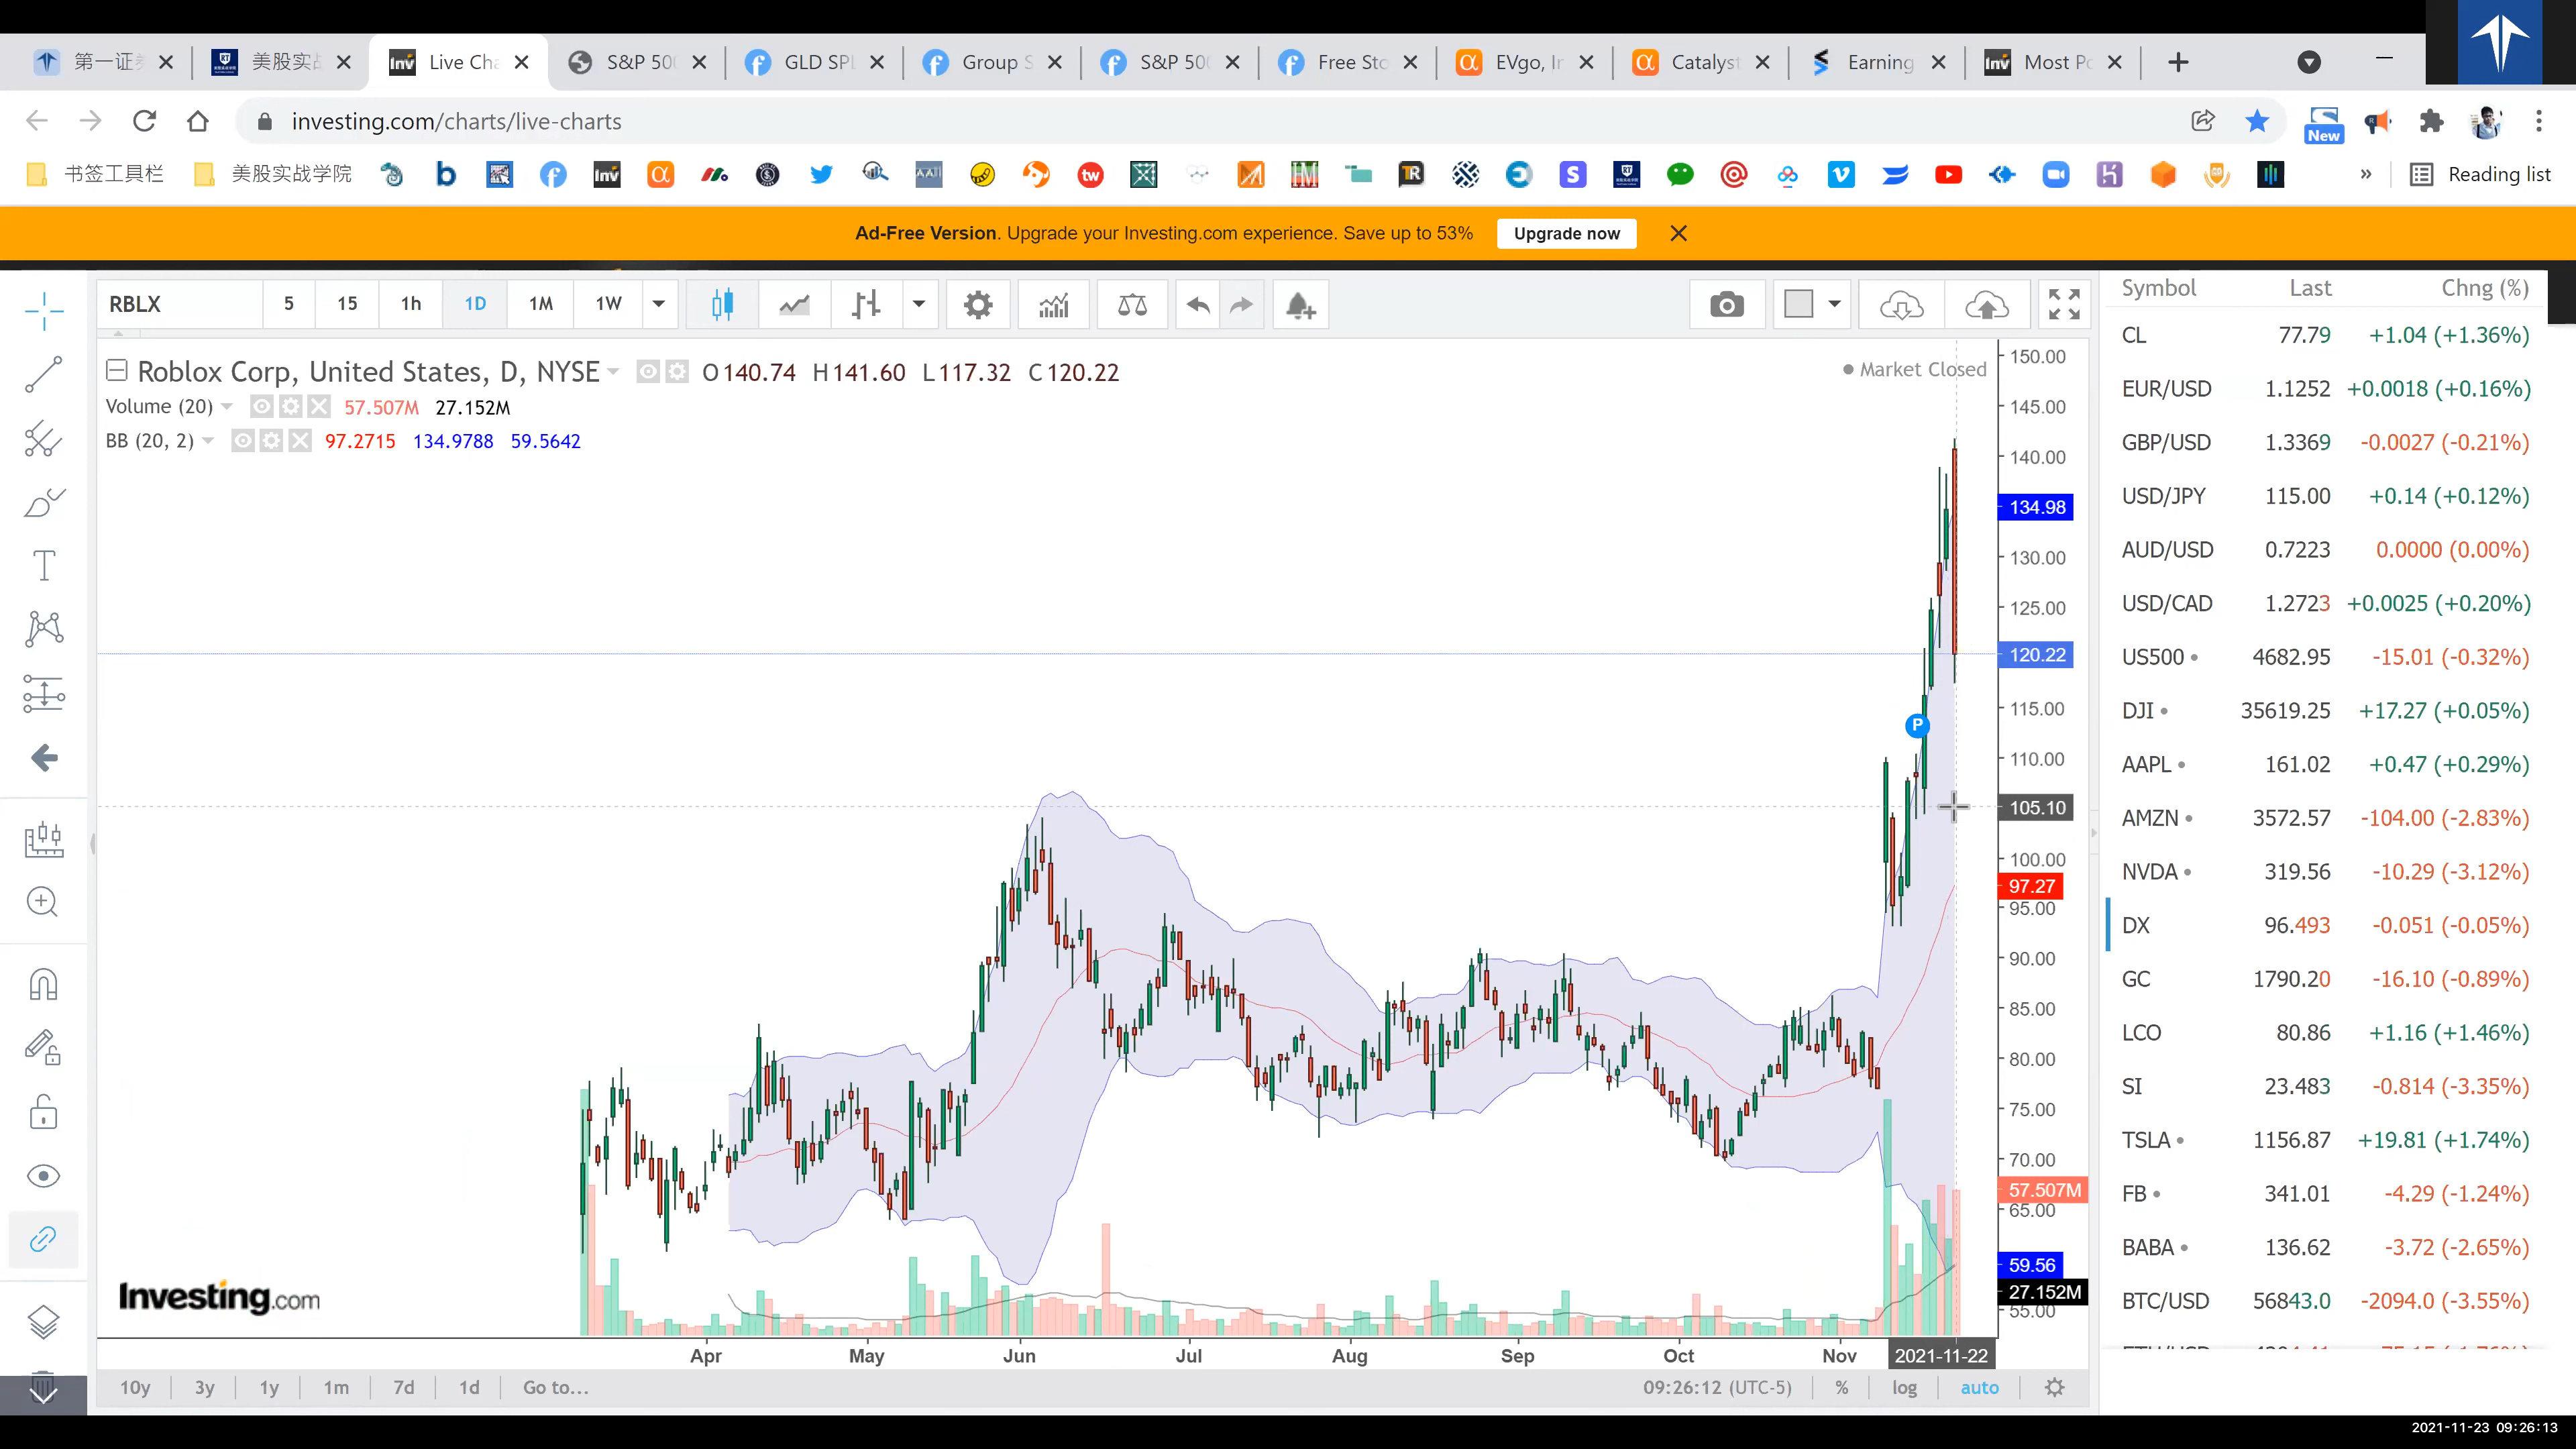 第一证 美股实 Live Cha S&P 50 GLD SP Group S S&P 50 Free Sto EVgo, In Catalyst Earning Most Po
investing.com/charts/live-charts
New
书签工具栏 美股实战学院 Reading list
Ad-Free Version. Upgrade your Investing.com experience. Save up to 53% Upgrade now
RBLX 5 15 1h 1D 1M 1W
Roblox Corp, United States, D, NYSE O140.74 H141.60 L117.32 C120.22
Market Closed
Volume (20) 57.507M 27.152M
BB (20, 2) 97.2715 134.9788 59.5642
P
150.00
145.00
140.00
134.98
130.00
125.00
120.22
115.00
110.00
105.10
100.00
97.27
95.00
90.00
85.00
80.00
75.00
70.00
57.507M
65.00
59.56
27.152M
55.00
Investing.com
Apr May Jun Jul Aug Sep Oct Nov 2021-11-22
10y 3y 1y 1m 7d 1d Go to... 09:26:12 (UTC-5) % log auto
Symbol Last Chng (%)
CL 77.79 +1.04 (+1.36%)
EUR/USD 1.1252 +0.0018 (+0.16%)
GBP/USD 1.3369 -0.0027 (-0.21%)
USD/JPY 115.00 +0.14 (+0.12%)
AUD/USD 0.7223 0.0000 (0.00%)
USD/CAD 1.2723 +0.0025 (+0.20%)
US500 4682.95 -15.01 (-0.32%)
DJI 35619.25 +17.27 (+0.05%)
AAPL 161.02 +0.47 (+0.29%)
AMZN 3572.57 -104.00 (-2.83%)
NVDA 319.56 -10.29 (-3.12%)
DX 96.493 -0.051 (-0.05%)
GC 1790.20 -16.10 (-0.89%)
LCO 80.86 +1.16 (+1.46%)
SI 23.483 -0.814 (-3.35%)
TSLA 1156.87 +19.81 (+1.74%)
FB 341.01 -4.29 (-1.24%)
BABA 136.62 -3.72 (-2.65%)
BTC/USD 56843.0 -2094.0 (-3.55%)
2021-11-23 09:26:13